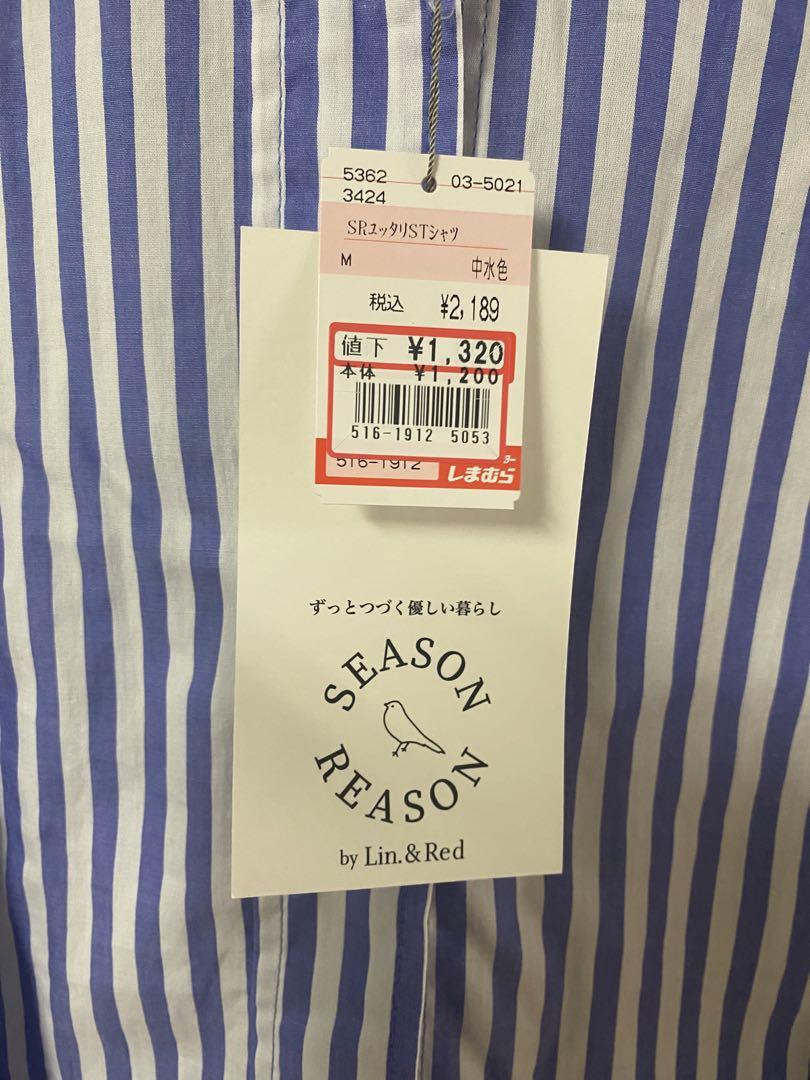 5362 03-5021
3424
SRユッタリSTシャツ
M 中水色
税込 ¥2,189
値下 ¥1,320
本体 ¥1,200
516-1912 5053
516-1912
しまむら
ずっとつづく優しい暮らし
SEASON
REASON
by Lin.&Red